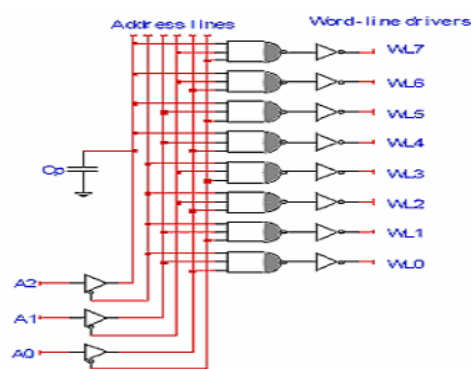 Address lines
Word-line drivers
WL7
WL6
WL5
WL4
WL3
WL2
WL1
WL0
Cp
A2
A1
A0